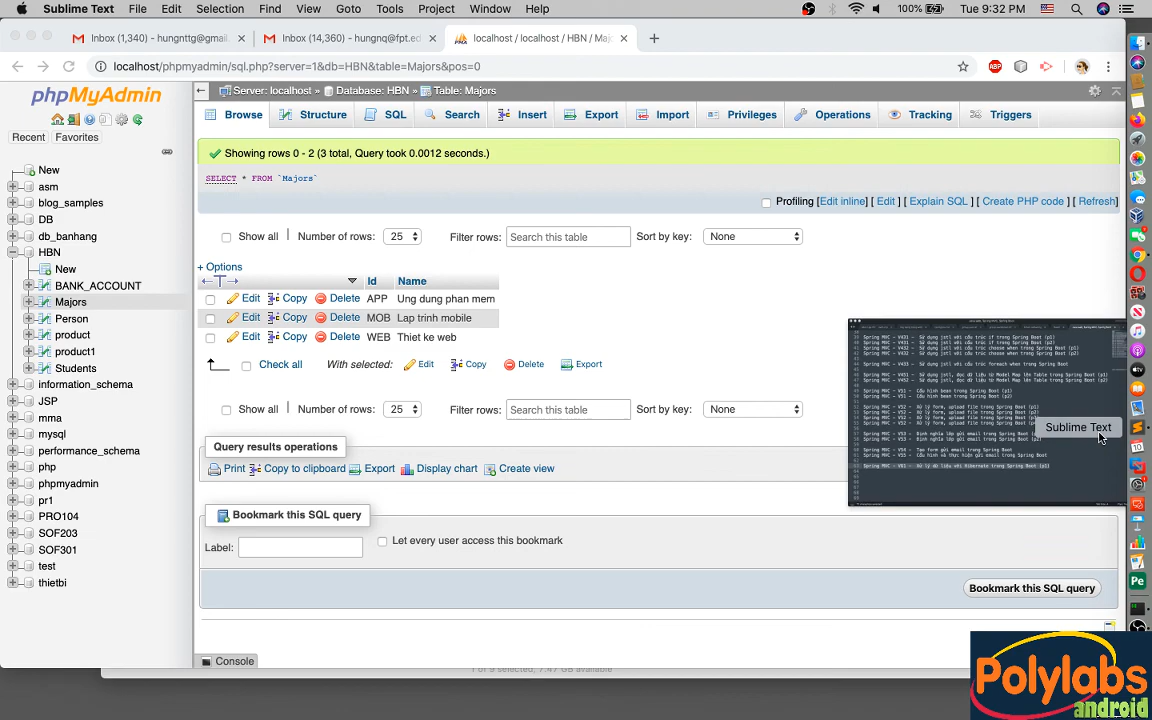 Sublime Text File Edit Selection Find View Goto Tools Project Window Help 100% Tue 9:32 PM
Inbox (1,340) - hungnttg@gmail. Inbox (14,360) - hungnq@fpt.ed localhost / localhost / HBN / Maj
localhost/phpmyadmin/sql.php?server=1&db=HBN&table=Majors&pos=0
ABP
phpMyAdmin
Recent Favorites
New
asm
blog_samples
DB
db_banhang
HBN
New
BANK_ACCOUNT
Majors
Person
product
product1
Students
information_schema
JSP
mma
mysql
performance_schema
php
phpmyadmin
pr1
PRO104
SOF203
SOF301
test
thietbi
Server: localhost » Database: HBN » Table: Majors
Browse Structure SQL Search Insert Export Import Privileges Operations Tracking Triggers
Showing rows 0 - 2 (3 total, Query took 0.0012 seconds.)
SELECT * FROM `Majors`
Profiling [Edit inline] [ Edit ] [ Explain SQL ] [ Create PHP code ] [ Refresh]
Show all Number of rows: 25 Filter rows: Search this table Sort by key: None
+ Options
←T→ Id Name
Edit Copy Delete APP Ung dung phan mem
Edit Copy Delete MOB Lap trinh mobile
Edit Copy Delete WEB Thiet ke web
Check all With selected: Edit Copy Delete Export
Show all Number of rows: 25 Filter rows: Search this table Sort by key: None
Query results operations
Print Copy to clipboard Export Display chart Create view
Bookmark this SQL query
Label: Let every user access this bookmark
Bookmark this SQL query
Console
Sublime Text
Pe
Polylabs
android